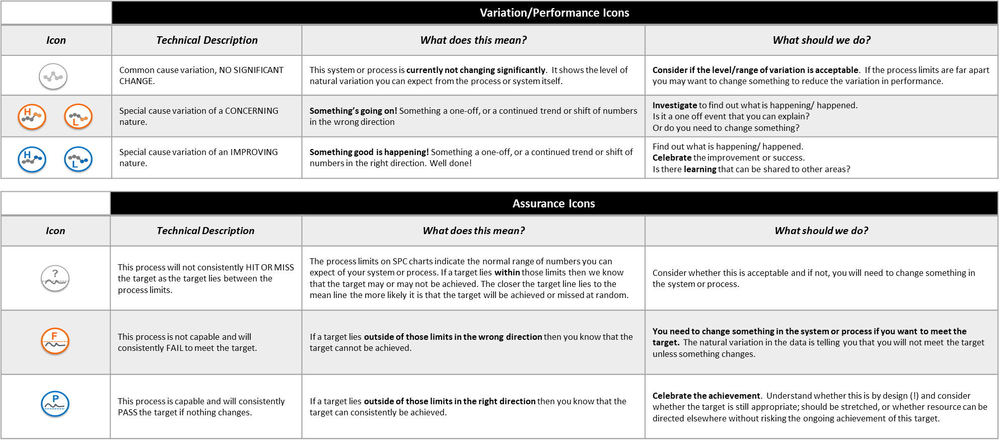 Variation/Performance Icons
Icon
Technical Description
What does this mean?
What should we do?
Common cause variation, NO SIGNIFICANT
CHANGE.
This system or process is currently not changing significantly.  It shows the level of
natural variation you can expect from the process or system itself.
Consider if the level/range of variation is acceptable.  If the process limits are far apart
you may want to change something to reduce the variation in performance.
H
L
Special cause variation of a CONCERNING
nature.
Something's going on! Something a one-off, or a continued trend or shift of numbers
in the wrong direction
Investigate to find out what is happening/ happened.
Is it a one off event that you can explain?
Or do you need to change something?
H
L
Special cause variation of an IMPROVING
nature.
Something good is happening! Something a one-off, or a continued trend or shift of
numbers in the right direction. Well done!
Find out what is happening/ happened.
Celebrate the improvement or success.
Is there learning that can be shared to other areas?
Assurance Icons
Icon
Technical Description
What does this mean?
What should we do?
?
This process will not consistently HIT OR MISS
the target as the target lies between the
process limits.
The process limits on SPC charts indicate the normal range of numbers you can
expect of your system or process. If a target lies within those limits then we know
that the target may or may not be achieved. The closer the target line lies to the
mean line the more likely it is that the target will be achieved or missed at random.
Consider whether this is acceptable and if not, you will need to change something in
the system or process.
F
This process is not capable and will
consistently FAIL to meet the target.
If a target lies outside of those limits in the wrong direction then you know that the
target cannot be achieved.
You need to change something in the system or process if you want to meet the
target.  The natural variation in the data is telling you that you will not meet the target
unless something changes.
P
This process is capable and will consistently
PASS the target if nothing changes.
If a target lies outside of those limits in the right direction then you know that the
target can consistently be achieved.
Celebrate the achievement.  Understand whether this is by design (!) and consider
whether the target is still appropriate; should be stretched, or whether resource can be
directed elsewhere without risking the ongoing achievement of this target.